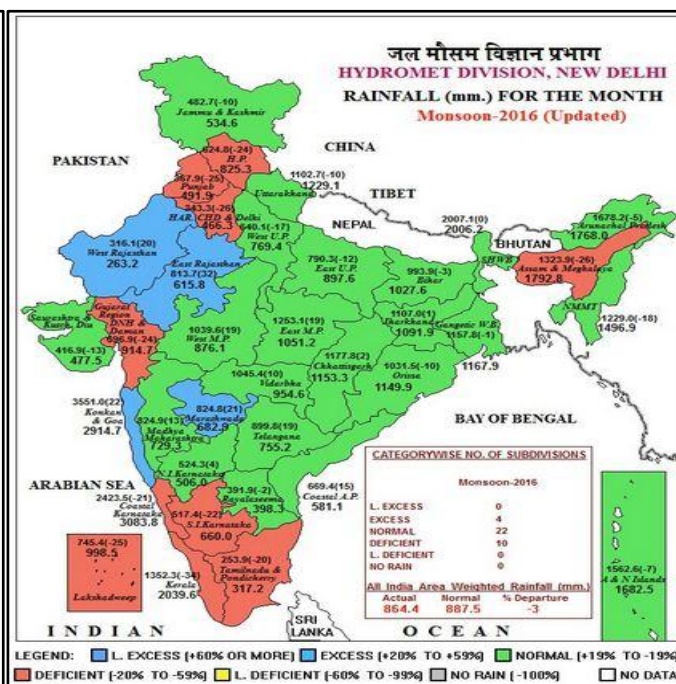 जल मौसम विज्ञान प्रभाग
HYDROMET DIVISION, NEW DELHI
RAINFALL (mm.) FOR THE MONTH
Monsoon-2016 (Updated)
482.7(-10)
Jammu & Kashmir
534.6
CHINA
PAKISTAN
624.8(-24)
H.P.
825.3
567.9(-25)
Punjab
491.9
1102.7(-10)
1229.1
Uttarakhand
TIBET
343.3(-26)
HAR. CHD & Delhi
466.3
NEPAL
640.1(-17)
West U.P.
769.4
2007.1(0)
2006.2
1678.2(-5)
Arunachal Pradesh
1768.0
BHUTAN
SHWB
316.1(20)
West Rajasthan
263.2
East Rajasthan
813.7(32)
615.8
790.3(-12)
East U.P.
897.6
993.9(-3)
Bihar
1027.6
1323.9(-26)
Assam & Meghalaya
1792.8
NMMT
1229.0(-18)
1496.9
Saurashtra &
Kutch, Diu
416.9(-13)
477.5
Gujarat
Region
DNH &
Daman
696.9(-24)
914.7
1039.6(19)
West M.P.
876.1
1253.1(19)
East M.P.
1051.2
1107.0(1)
Jharkhand
1091.9
Gangetic W.B.
1157.8(-1)
1167.9
1177.8(2)
Chhattisgarh
1153.3
1031.5(-10)
Orissa
1149.9
1045.4(10)
Vidarbha
954.6
3551.0(22)
Konkan
& Goa
2914.7
824.9(13)
Madhya
Maharashtra
729.3
824.8(21)
Marathwada
682.9
899.8(19)
Telangana
755.2
BAY OF BENGAL
ARABIAN SEA
524.3(4)
N.I.Karnataka
506.0
391.9(-2)
Rayalaseema
398.3
669.4(15)
Coastal A.P.
581.1
2423.5(-21)
Coastal
Karnataka
3083.8
517.4(-22)
S.I.Karnataka
660.0
745.4(-25)
998.5
Lakshadweep
1352.3(-34)
Kerala
2039.6
253.9(-20)
Tamilnadu &
Pondicherry
317.2
CATEGORYWISE NO. OF SUBDIVISIONS
Monsoon-2016
L. EXCESS 0
EXCESS 4
NORMAL 22
DEFICIENT 10
L. DEFICIENT 0
NO RAIN 0
All India Area Weighted Rainfall (mm.)
Actual Normal % Departure
864.4 887.5 -3
1562.6(-7)
A & N Islands
1682.5
SRI
LANKA
INDIAN OCEAN
LEGEND: L. EXCESS (+60% OR MORE) EXCESS (+20% TO +59%) NORMAL (+19% TO -19%)
DEFICIENT (-20% TO -59%) L. DEFICIENT (-60% TO -99%) NO RAIN (-100%) NO DATA